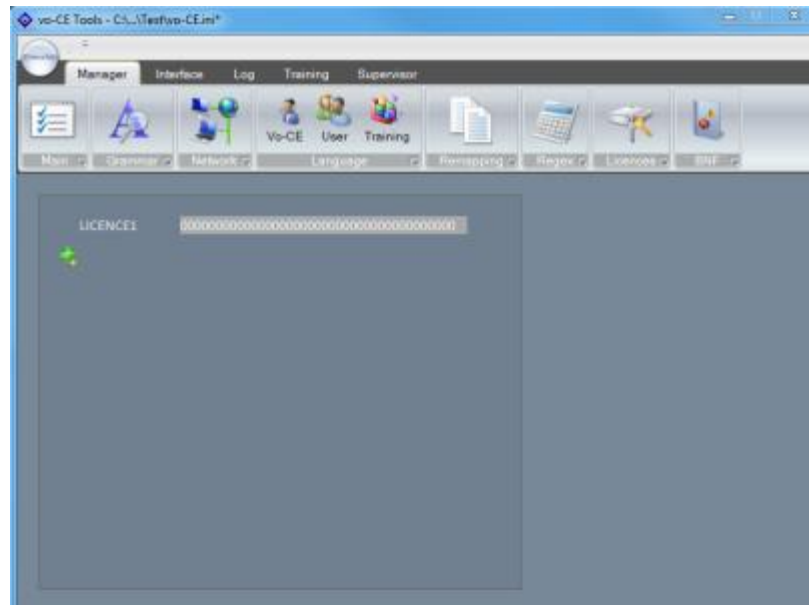 vo-CE Tools - C:\...\Test\vo-CE.ini*
Manager Interface Log Training Supervisor
Vo-CE User Training
Main Grammar Network Language Remapping Regex Licences BNF
LICENCE1